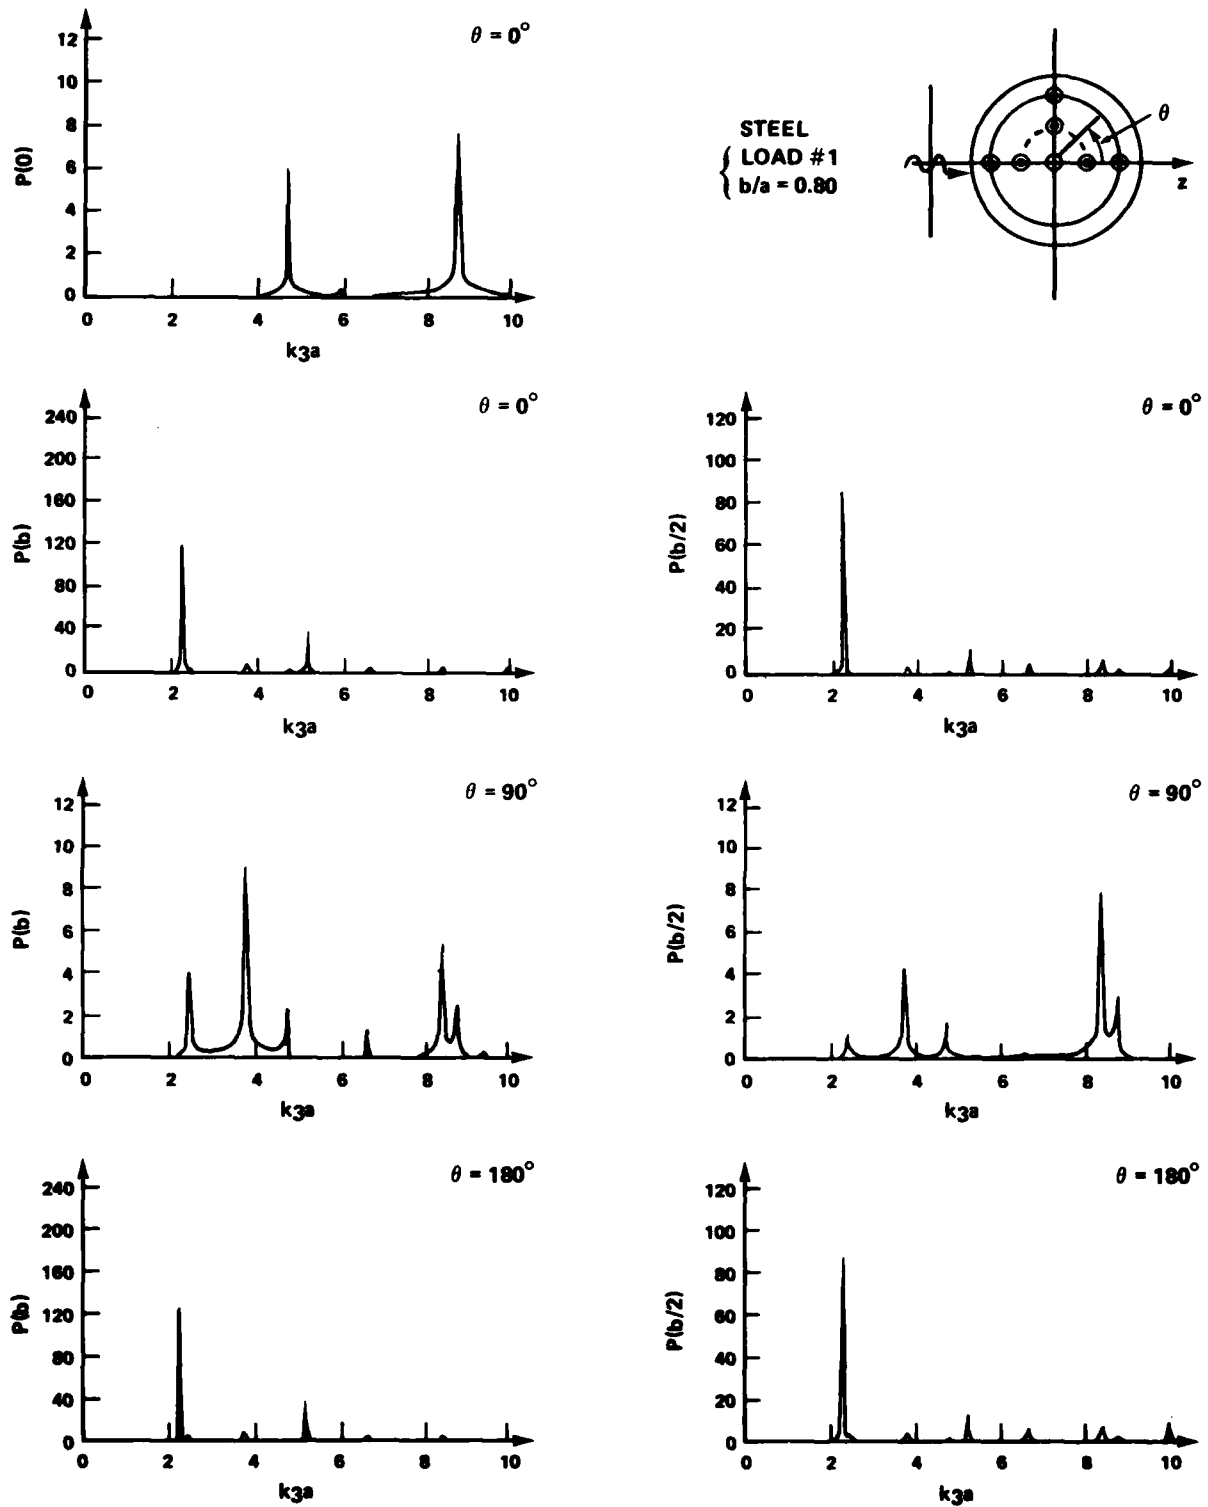 θ = 0°
12
10
8
6
4
2
0
P(0)
0 2 4 6 8 10
k3a
STEEL
LOAD #1
b/a = 0.80
θ
z
θ = 0°
240
200
160
120
80
40
0
P(b)
0 2 4 6 8 10
k3a
θ = 0°
120
100
80
60
40
20
0
P(b/2)
0 2 4 6 8 10
k3a
θ = 90°
12
10
8
6
4
2
0
P(b)
0 2 4 6 8 10
k3a
θ = 90°
12
10
8
6
4
2
0
P(b/2)
0 2 4 6 8 10
k3a
θ = 180°
240
200
160
120
80
40
0
P(b)
0 2 4 6 8 10
k3a
θ = 180°
120
100
80
60
40
20
0
P(b/2)
0 2 4 6 8 10
k3a